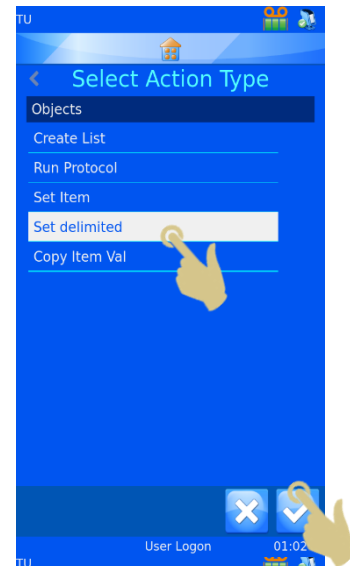 TU
Select Action Type
Objects
Create List
Run Protocol
Set Item
Set delimited
Copy Item Val
User Logon 01:02
TU